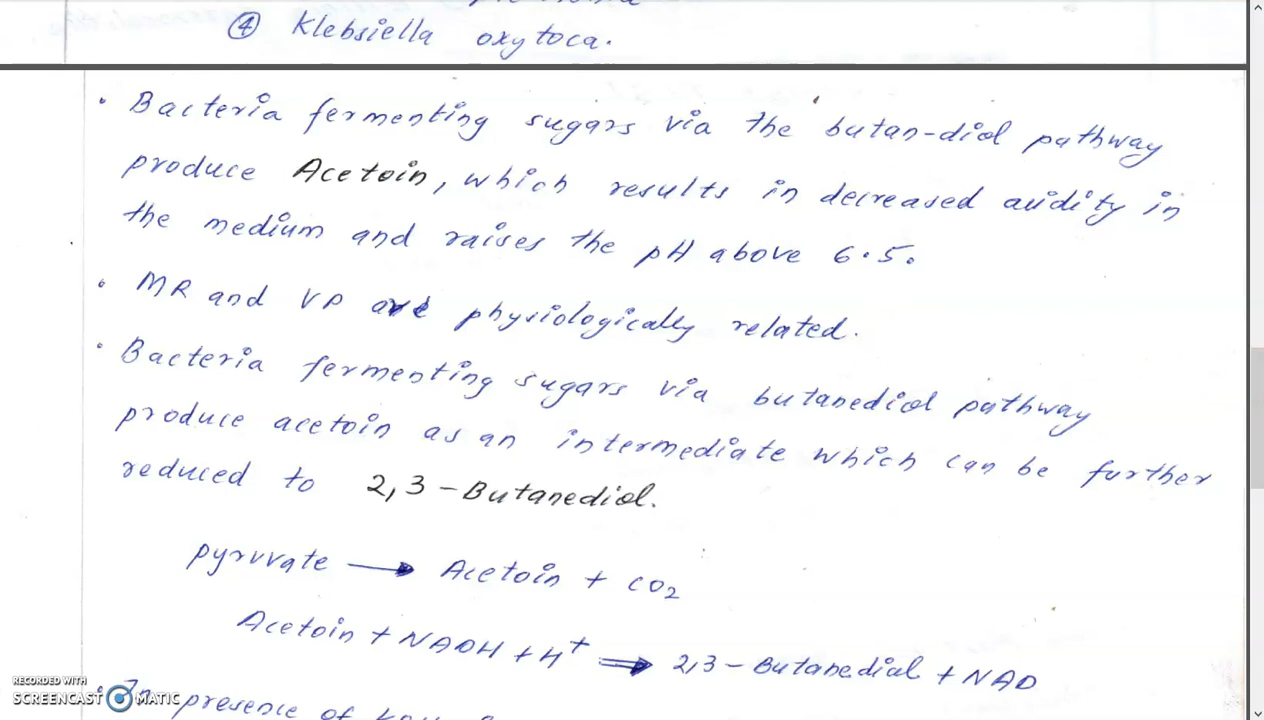 ④ Klebsiella oxytoca.
• Bacteria fermenting sugars via the butan-diol pathway
produce Acetoin, which results in decreased acidity in
the medium and raises the pH above 6.5.
• MR and VP are physiologically related.
• Bacteria fermenting sugars via butanediol pathway
produce acetoin as an intermediate which can be further
reduced to 2,3-Butanediol.
pyruvate → Acetoin + CO₂
Acetoin + NADH + H⁺ ⇒ 2,3-Butanediol + NAD
• In presence of
RECORDED WITH
SCREENCAST MATIC